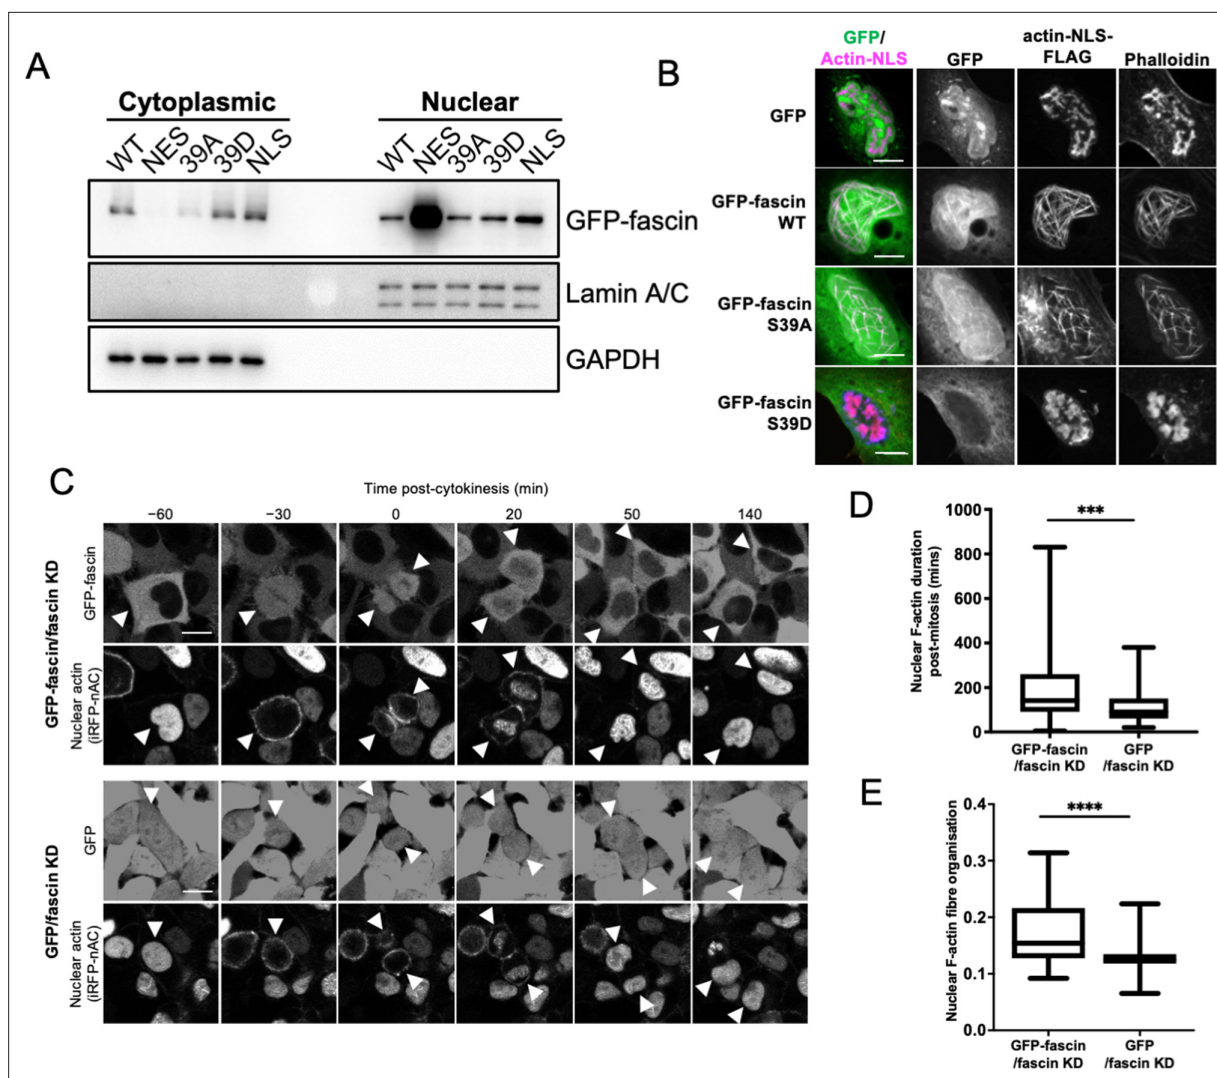 A
Cytoplasmic Nuclear
WT NES 39A 39D NLS WT NES 39A 39D NLS
GFP-fascin
Lamin A/C
GAPDH
B
GFP/
Actin-NLS
GFP
actin-NLS-
FLAG
Phalloidin
GFP
GFP-fascin
WT
GFP-fascin
S39A
GFP-fascin
S39D
C
Time post-cytokinesis (min)
−60 −30 0 20 50 140
GFP-fascin/fascin KD
GFP-fascin
Nuclear actin
(iRFP-nAC)
GFP/fascin KD
GFP
Nuclear actin
(iRFP-nAC)
D
Nuclear F-actin duration
post-mitosis (mins)
1000
800
600
400
200
0
***
GFP-fascin
/fascin KD
GFP
/fascin KD
E
Nuclear F-actin fibre organisation
0.4
0.3
0.2
0.1
0.0
****
GFP-fascin
/fascin KD
GFP
/fascin KD